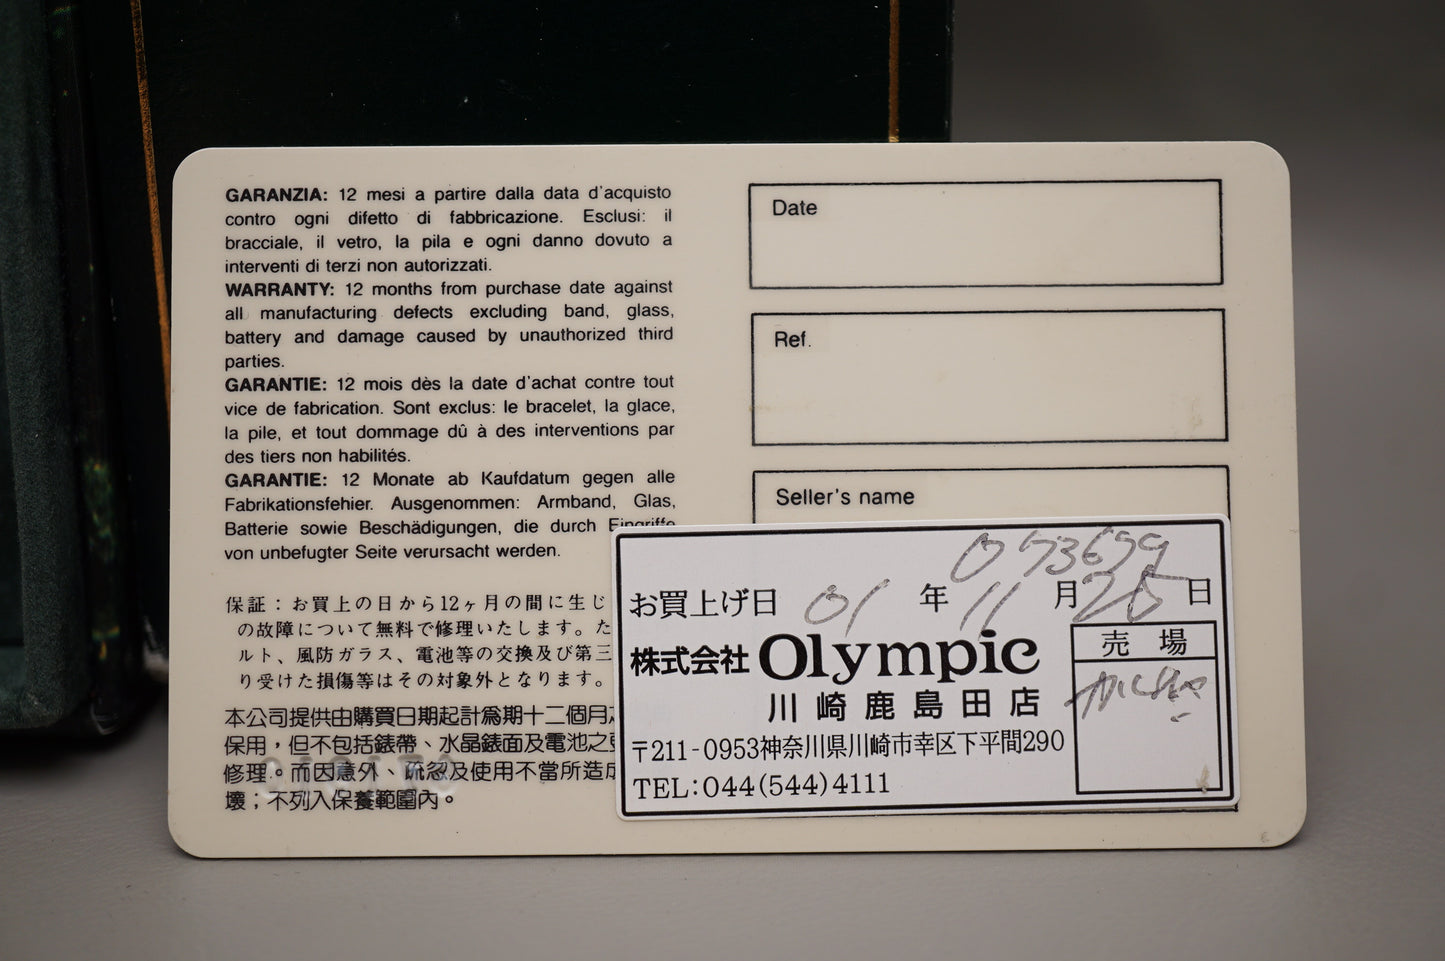 GARANZIA: 12 mesi a partire dalla data d'acquisto
contro ogni difetto di fabbricazione. Esclusi: il
bracciale, il vetro, la pila e ogni danno dovuto a
interventi di terzi non autorizzati.
WARRANTY: 12 months from purchase date against
all manufacturing defects excluding band, glass,
battery and damage caused by unauthorized third
parties.
GARANTIE: 12 mois dès la date d'achat contre tout
vice de fabrication. Sont exclus: le bracelet, la glace,
la pile, et tout dommage dû à des interventions par
des tiers non habilités.
GARANTIE: 12 Monate ab Kaufdatum gegen alle
Fabrikationsfehier. Ausgenommen: Armband, Glas,
Batterie sowie Beschädigungen, die durch Eingriffe
von unbefugter Seite verursacht werden.
保証：お買上の日から12ヶ月の間に生じ
の故障について無料で修理いたします。た
ルト、風防ガラス、電池等の交換及び第三
り受けた損傷等はその対象外となります。
本公司提供由購買日期起計爲期十二個月
保用，但不包括錶帶、水晶錶面及電池之
修理。而因意外、疏忽及使用不當所造成
壞；不列入保養範圍內。
Date
Ref.
Seller's name
073659
お買上げ日 01 年 11 月 25 日
株式会社 Olympic
川崎鹿島田店
〒211-0953神奈川県川崎市幸区下平間290
TEL:044(544)4111
売場